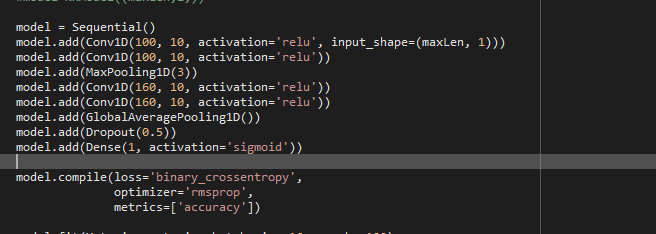 model = Sequential()
model.add(Conv1D(100, 10, activation='relu', input_shape=(maxLen, 1)))
model.add(Conv1D(100, 10, activation='relu'))
model.add(MaxPooling1D(3))
model.add(Conv1D(160, 10, activation='relu'))
model.add(Conv1D(160, 10, activation='relu'))
model.add(GlobalAveragePooling1D())
model.add(Dropout(0.5))
model.add(Dense(1, activation='sigmoid'))
model.compile(loss='binary_crossentropy',
optimizer='rmsprop',
metrics=['accuracy'])